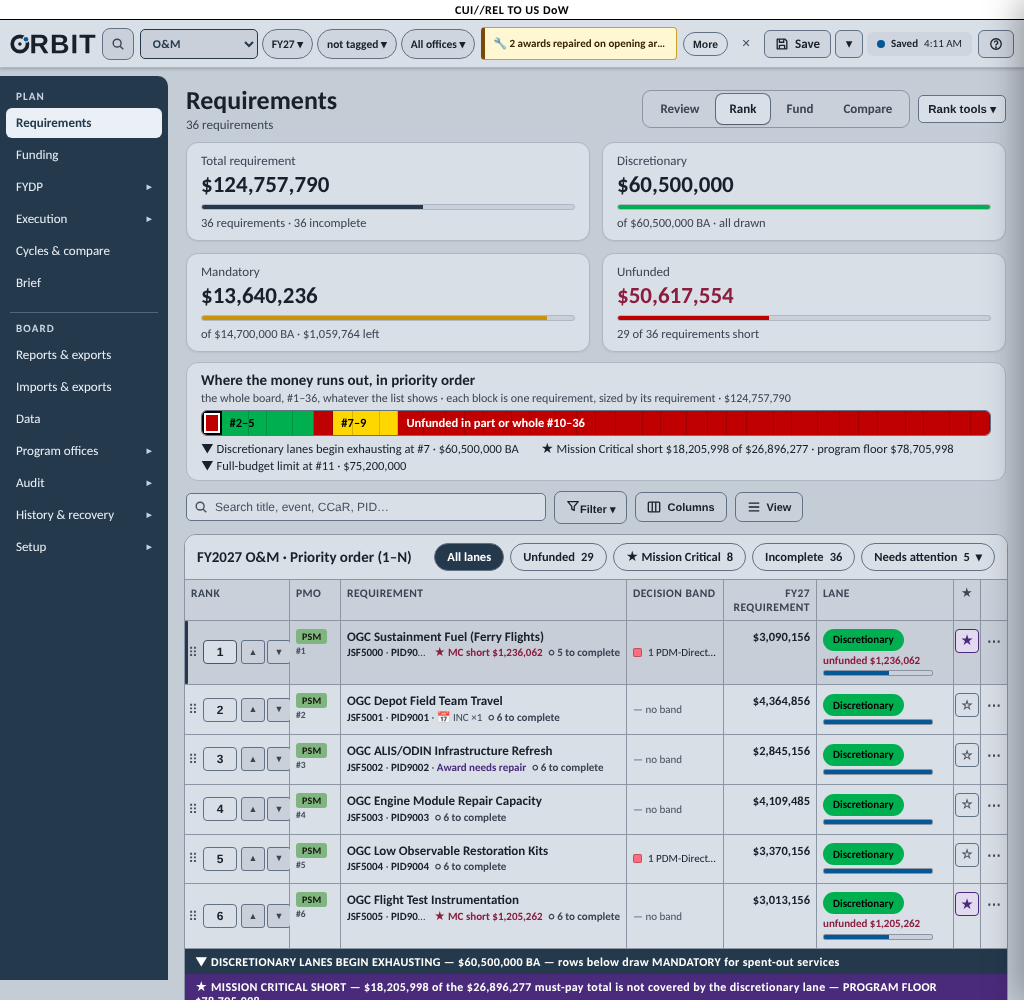 CUI//REL TO US DoW
ORBIT
O&M
FY27 ▾
not tagged ▾
All offices ▾
🔧 2 awards repaired on opening ar…
More
×
Save
▼
Saved 4:11 AM
PLAN
Requirements
Funding
FYDP ▸
Execution ▸
Cycles & compare
Brief
BOARD
Reports & exports
Imports & exports
Data
Program offices ▸
Audit ▸
History & recovery ▸
Setup ▸
Requirements
36 requirements
Review Rank Fund Compare
Rank tools ▾
Total requirement
$124,757,790
36 requirements · 36 incomplete
Discretionary
$60,500,000
of $60,500,000 BA · all drawn
Mandatory
$13,640,236
of $14,700,000 BA · $1,059,764 left
Unfunded
$50,617,554
29 of 36 requirements short
Where the money runs out, in priority order
the whole board, #1–36, whatever the list shows · each block is one requirement, sized by its requirement · $124,757,790
#2–5 #7–9 Unfunded in part or whole #10–36
▼ Discretionary lanes begin exhausting at #7 · $60,500,000 BA ★ Mission Critical short $18,205,998 of $26,896,277 · program floor $78,705,998
▼ Full-budget limit at #11 · $75,200,000
Search title, event, CCaR, PID…
Filter ▾
Columns
View
FY2027 O&M · Priority order (1–N)
All lanes
Unfunded 29
★ Mission Critical 8
Incomplete 36
Needs attention 5 ▼
RANK PMO REQUIREMENT DECISION BAND FY27 REQUIREMENT LANE ★
1 ▲ ▼ PSM #1
OGC Sustainment Fuel (Ferry Flights)
JSF5000 · PID90… ★ MC short $1,236,062 5 to complete
1 PDM-Direct…
$3,090,156
Discretionary
unfunded $1,236,062
★ ⋯
2 ▲ ▼ PSM #2
OGC Depot Field Team Travel
JSF5001 · PID9001 · 📅 INC ×1 6 to complete
— no band
$4,364,856
Discretionary
☆ ⋯
3 ▲ ▼ PSM #3
OGC ALIS/ODIN Infrastructure Refresh
JSF5002 · PID9002 · Award needs repair 6 to complete
— no band
$2,845,156
Discretionary
☆ ⋯
4 ▲ ▼ PSM #4
OGC Engine Module Repair Capacity
JSF5003 · PID9003 6 to complete
— no band
$4,109,485
Discretionary
☆ ⋯
5 ▲ ▼ PSM #5
OGC Low Observable Restoration Kits
JSF5004 · PID9004 6 to complete
1 PDM-Direct…
$3,370,156
Discretionary
☆ ⋯
6 ▲ ▼ PSM #6
OGC Flight Test Instrumentation
JSF5005 · PID90… ★ MC short $1,205,262 6 to complete
— no band
$3,013,156
Discretionary
unfunded $1,205,262
★ ⋯
▼ DISCRETIONARY LANES BEGIN EXHAUSTING — $60,500,000 BA — rows below draw MANDATORY for spent-out services
★ MISSION CRITICAL SHORT — $18,205,998 of the $26,896,277 must-pay total is not covered by the discretionary lane — PROGRAM FLOOR
$78,705,998